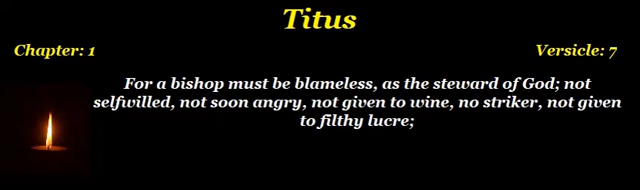 Titus
Chapter: 1
Versicle: 7
For a bishop must be blameless, as the steward of God; not
selfwilled, not soon angry, not given to wine, no striker, not given
to filthy lucre;